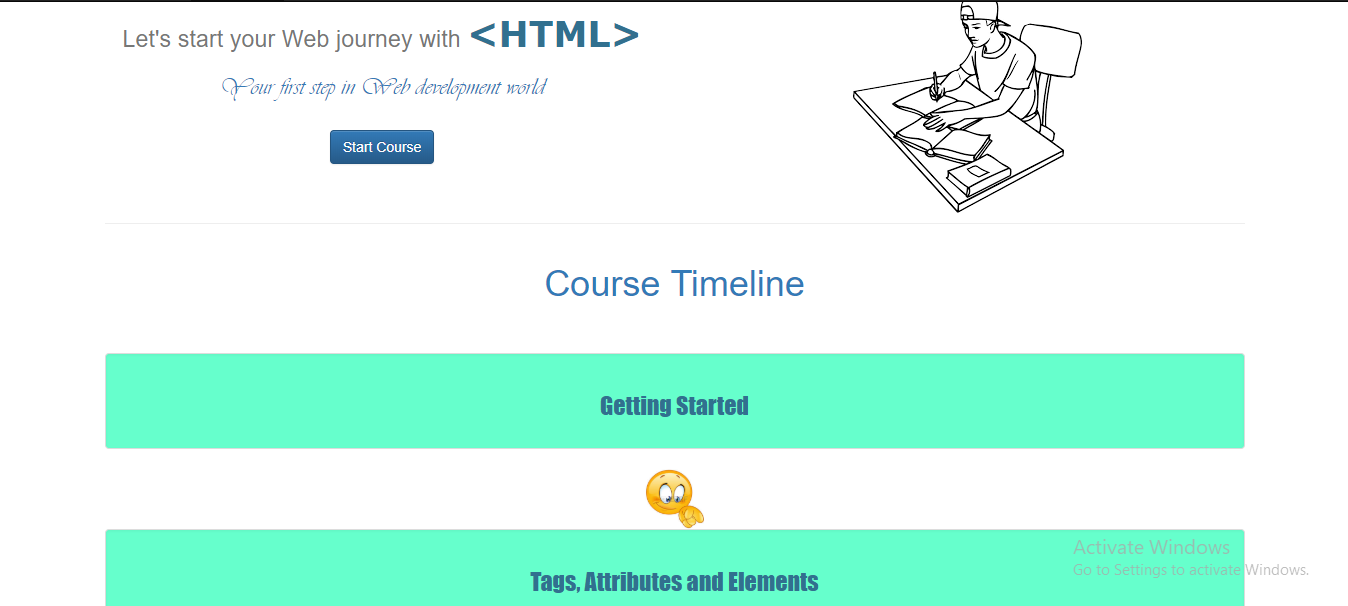 Let's start your Web journey with <HTML>
Your first step in Web development world
Start Course
Course Timeline
Getting Started
Tags, Attributes and Elements
Activate Windows
Go to Settings to activate Windows.